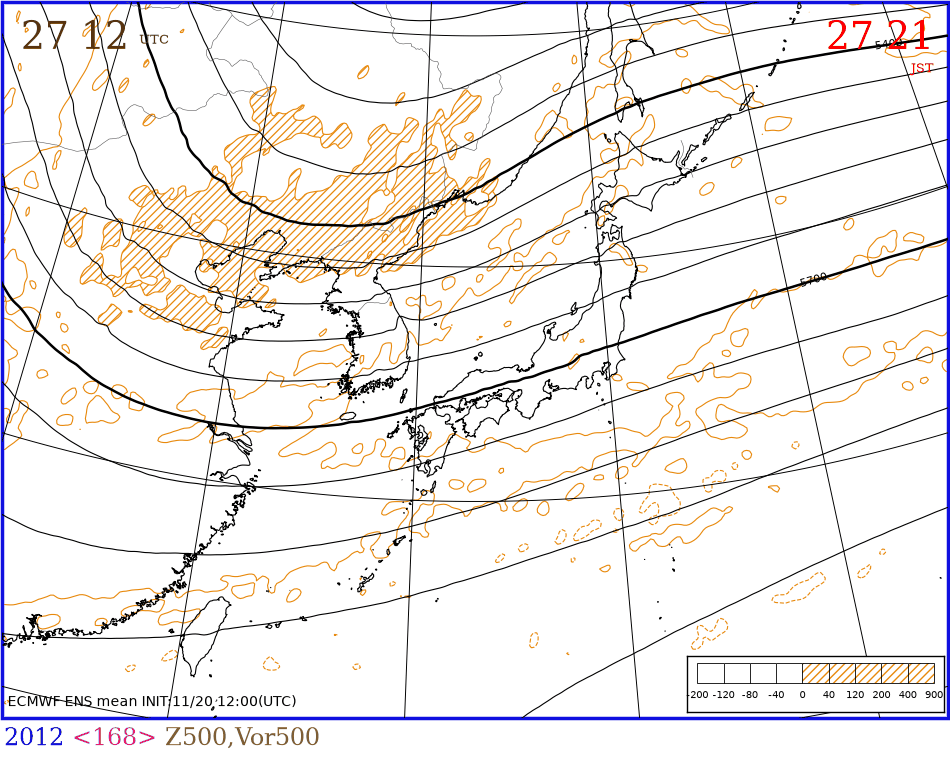 27 12 UTC
27 21
JST
5400
5700
-200 -120 -80 -40 0 40 120 200 400 900
ECMWF ENS mean INIT:11/20 12:00(UTC)
2012 <168> Z500,Vor500